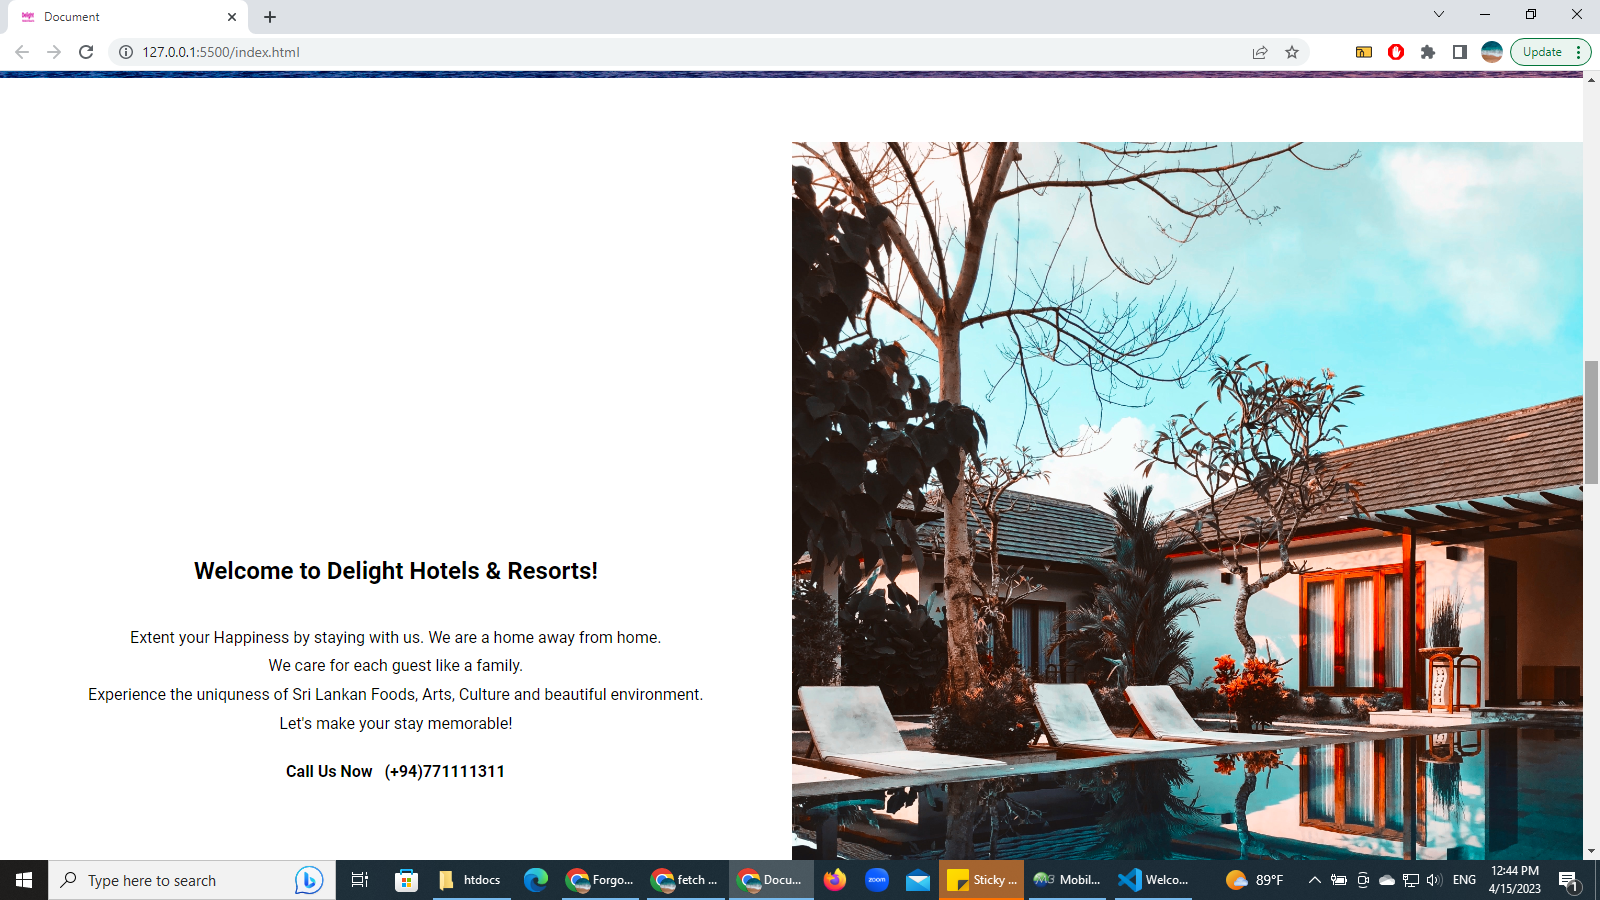 Document
127.0.0.1:5500/index.html
Update
Welcome to Delight Hotels & Resorts!
Extent your Happiness by staying with us. We are a home away from home.
We care for each guest like a family.
Experience the uniquness of Sri Lankan Foods, Arts, Culture and beautiful environment.
Let's make your stay memorable!
Call Us Now (+94)771111311
Type here to search
htdocs
Forgo...
fetch ...
Docu...
zoom
Sticky ...
Mobil...
Welco...
89°F
ENG
12:44 PM
4/15/2023
1